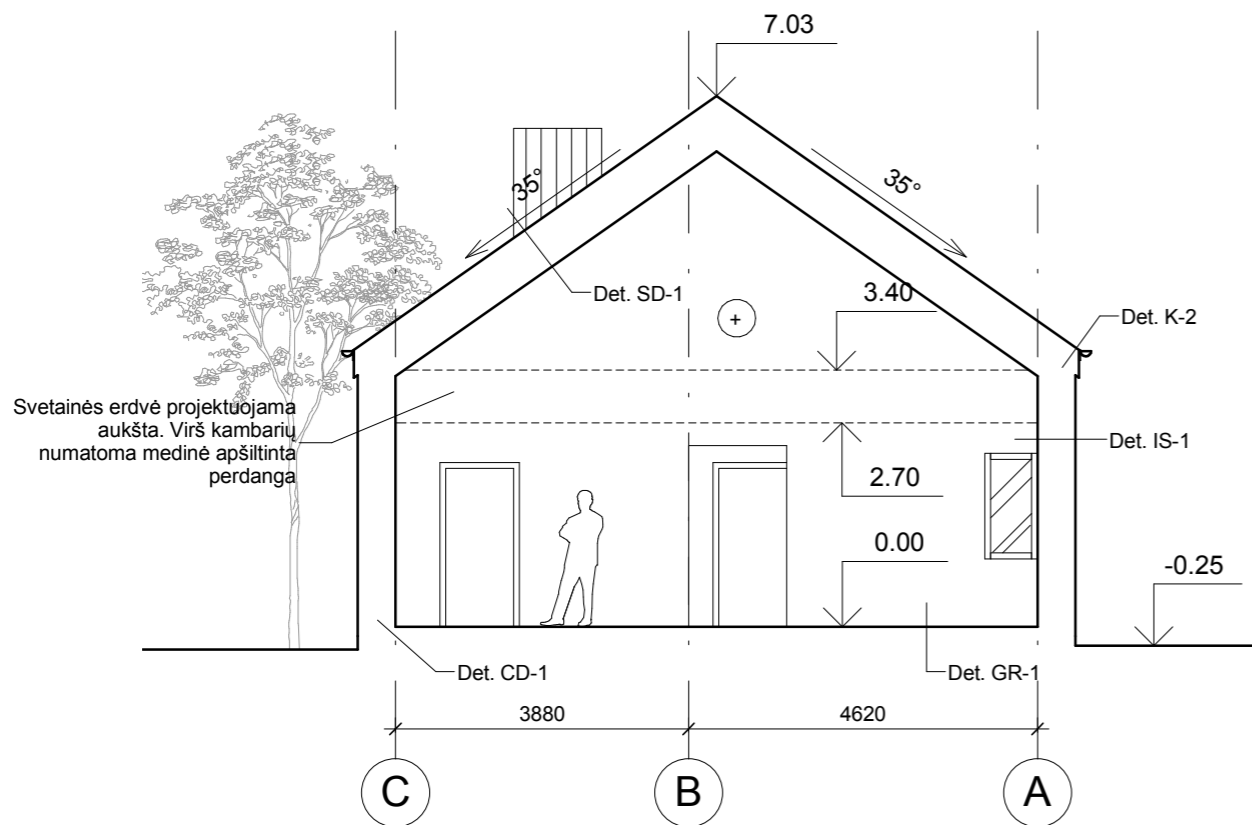 7.03
35°
35°
Det. SD-1
3.40
Det. K-2
+
Svetainės erdvė projektuojama
aukšta. Virš kambarių
numatoma medinė apšiltinta
perdanga
Det. IS-1
2.70
0.00
-0.25
Det. CD-1
Det. GR-1
3880
4620
C
B
A